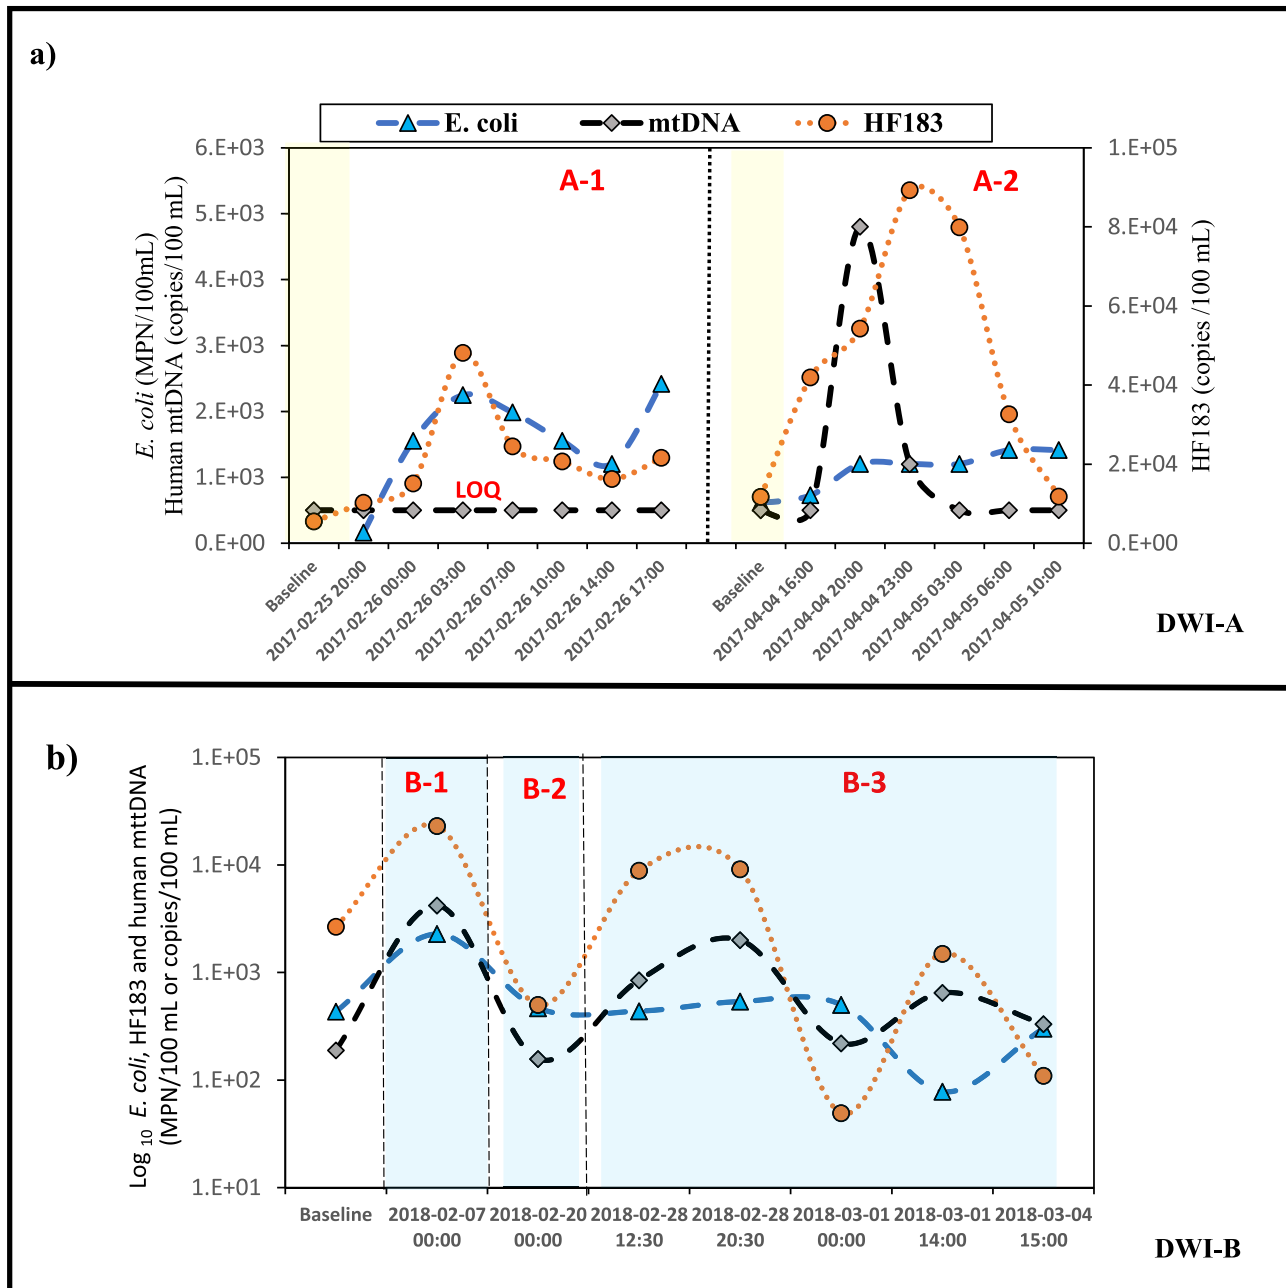 a)
E. coli mtDNA HF183
6.E+03
5.E+03
4.E+03
3.E+03
2.E+03
1.E+03
0.E+00
E. coli (MPN/100mL)
Human mtDNA (copies/100 mL)
A-1
A-2
LOQ
1.E+05
8.E+04
6.E+04
4.E+04
2.E+04
0.E+00
HF183 (copies /100 mL)
Baseline
2017-02-25 20:00
2017-02-26 00:00
2017-02-26 03:00
2017-02-26 07:00
2017-02-26 10:00
2017-02-26 14:00
2017-02-26 17:00
Baseline
2017-04-04 16:00
2017-04-04 20:00
2017-04-04 23:00
2017-04-05 03:00
2017-04-05 06:00
2017-04-05 10:00
DWI-A
b)
Log 10 E. coli, HF183 and human mttDNA
(MPN/100 mL or copies/100 mL)
1.E+05
1.E+04
1.E+03
1.E+02
1.E+01
B-1
B-2
B-3
Baseline 2018-02-07 2018-02-20 2018-02-28 2018-02-28 2018-03-01 2018-03-01 2018-03-04
00:00 00:00 12:30 20:30 00:00 14:00 15:00
DWI-B